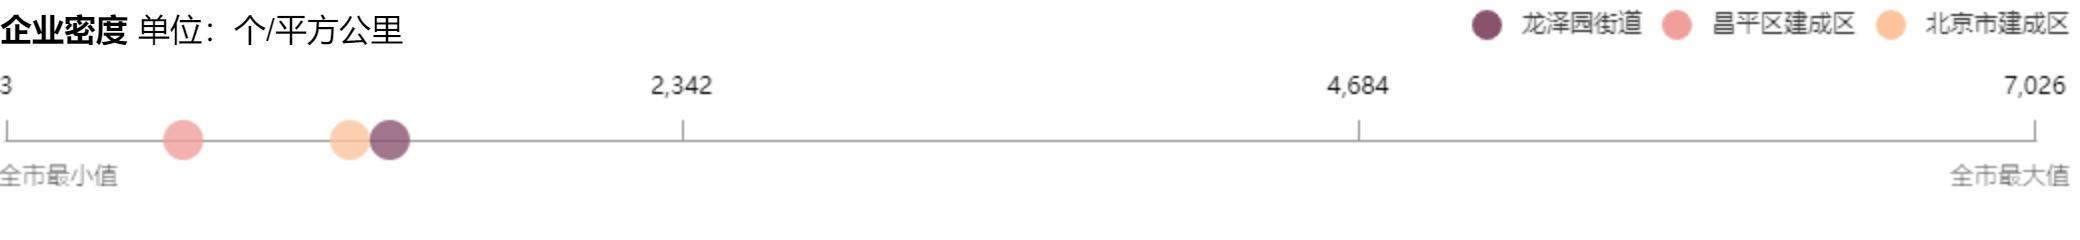 企业密度 单位：个/平方公里
龙泽园街道 昌平区建成区 北京市建成区
3 2,342 4,684 7,026
全市最小值 全市最大值